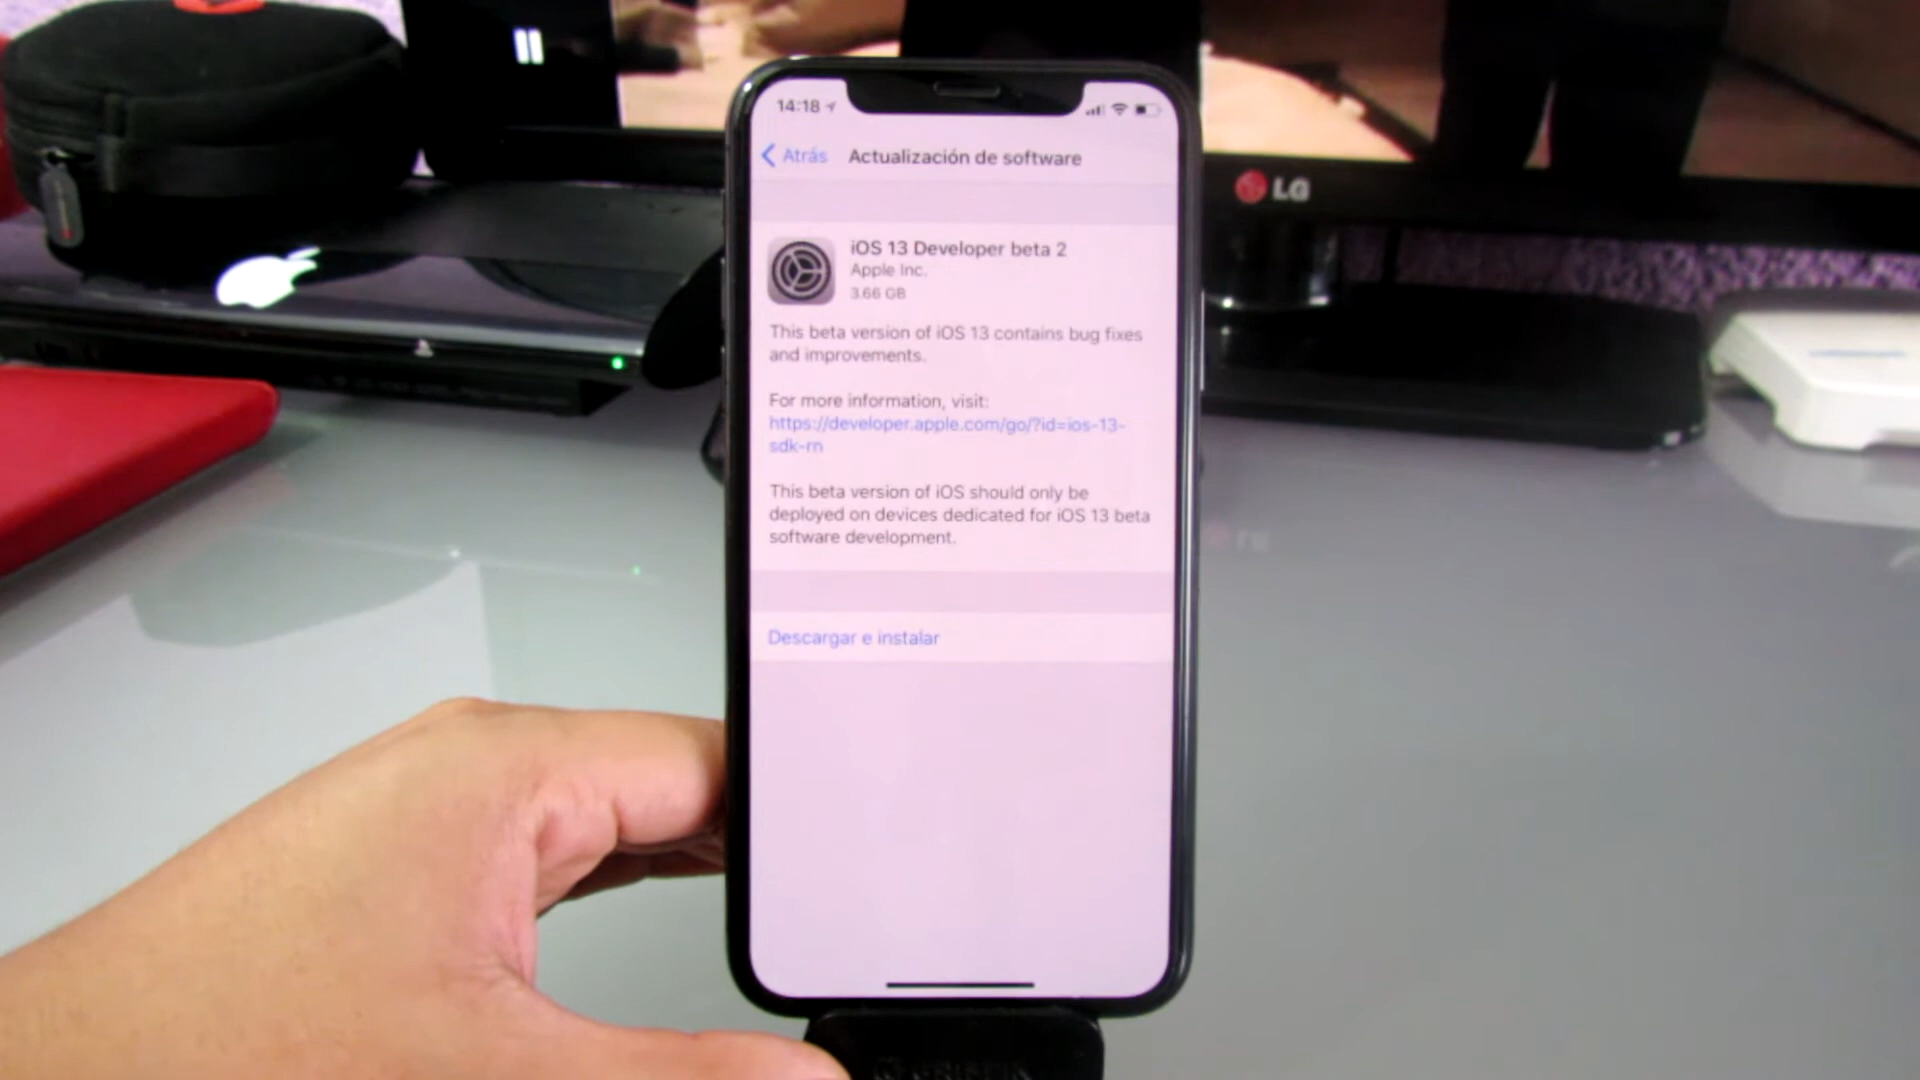 14:18
Atrás
Actualización de software
iOS 13 Developer beta 2
Apple Inc.
3.66 GB
This beta version of iOS 13 contains bug fixes
and improvements.
For more information, visit:
https://developer.apple.com/go/?id=ios-13-
sdk-rn
This beta version of iOS should only be
deployed on devices dedicated for iOS 13 beta
software development.
Descargar e instalar
LG